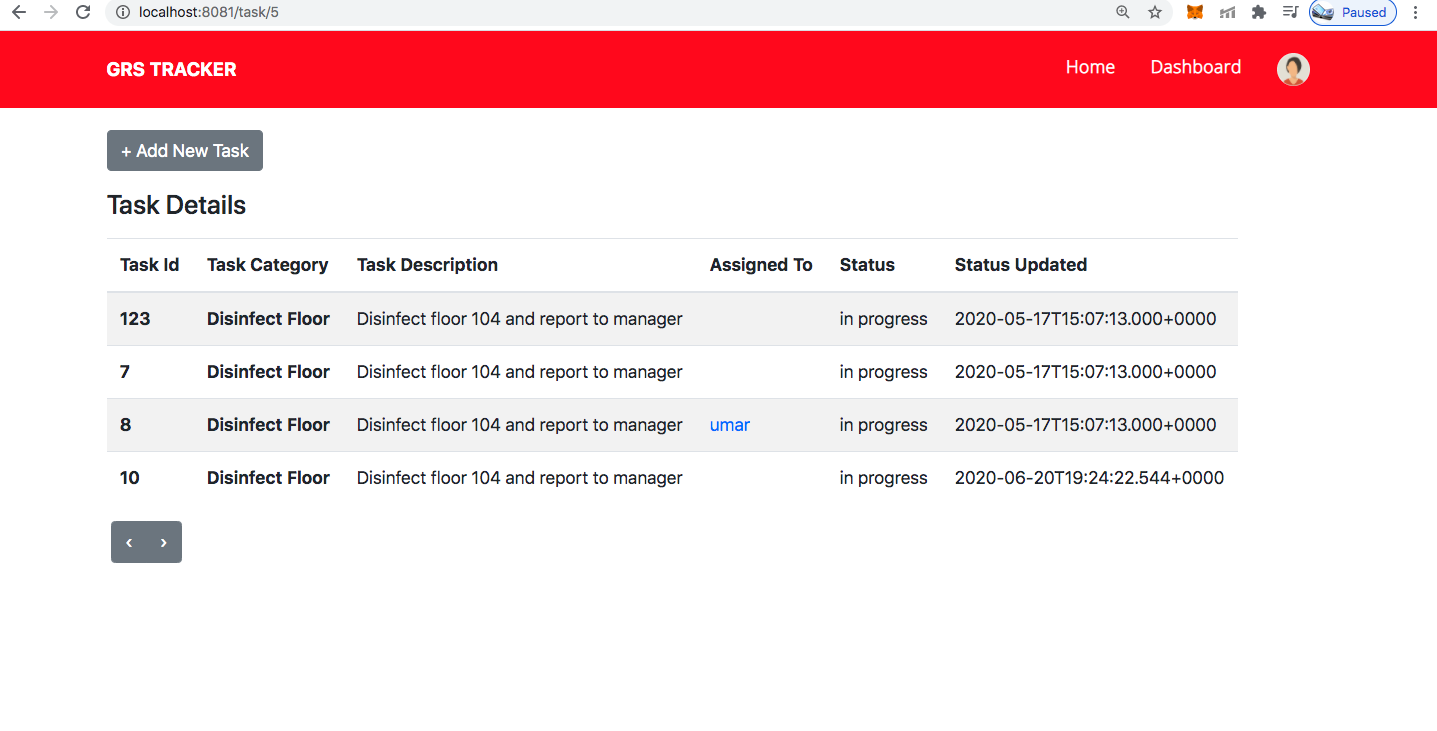 localhost:8081/task/5 Paused
GRS TRACKER Home Dashboard
+ Add New Task
Task Details
Task Id Task Category Task Description Assigned To Status Status Updated
123 Disinfect Floor Disinfect floor 104 and report to manager in progress 2020-05-17T15:07:13.000+0000
7 Disinfect Floor Disinfect floor 104 and report to manager in progress 2020-05-17T15:07:13.000+0000
8 Disinfect Floor Disinfect floor 104 and report to manager umar in progress 2020-05-17T15:07:13.000+0000
10 Disinfect Floor Disinfect floor 104 and report to manager in progress 2020-06-20T19:24:22.544+0000
‹ ›